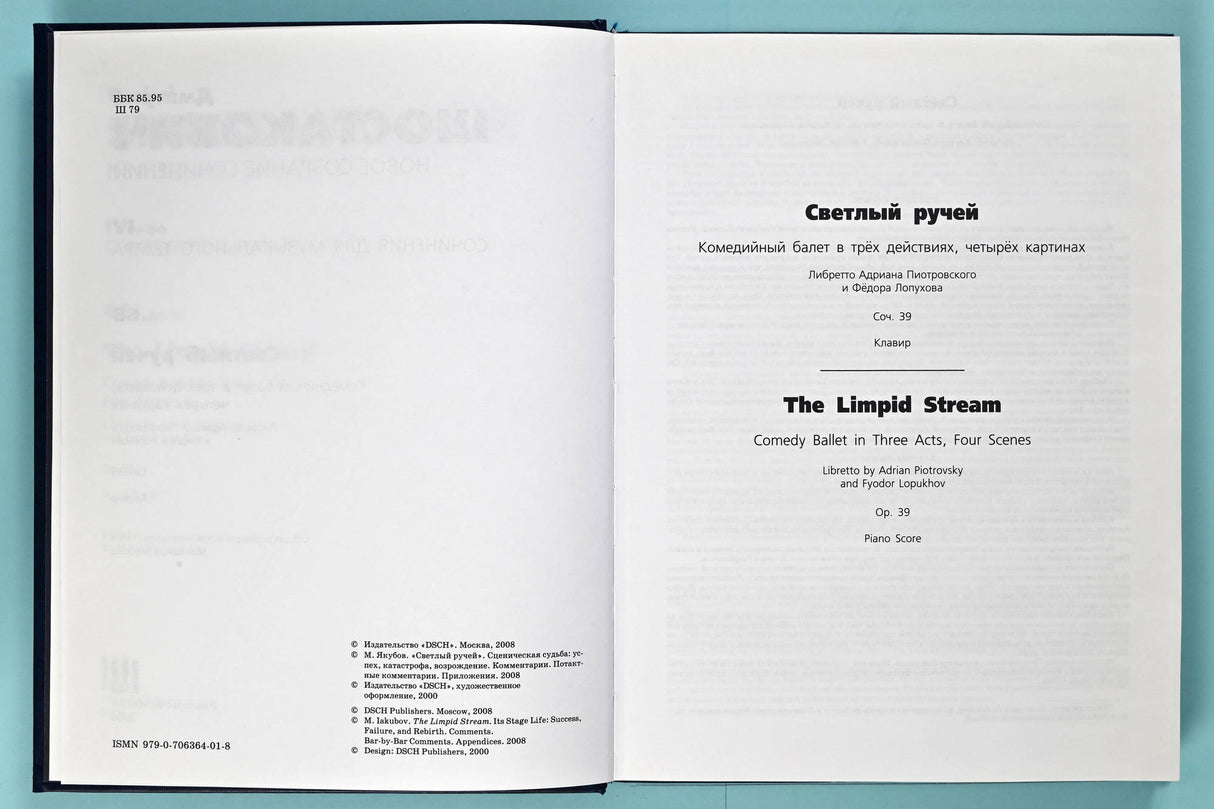 ББК 85.95
Ш 79
© Издательство «DSCH». Москва, 2008
© М. Якубов. «Светлый ручей». Сценическая судьба: ус-
пех, катастрофа, возрождение. Комментарии. Потакт-
ные комментарии. Приложения. 2008
© Издательство «DSCH», художественное
оформление, 2000
© DSCH Publishers. Moscow, 2008
© M. Iakubov. The Limpid Stream. Its Stage Life: Success,
Failure, and Rebirth. Comments.
Bar-by-Bar Comments. Appendices. 2008
© Design: DSCH Publishers, 2000
ISMN 979-0-706364-01-8
Светлый ручей
Комедийный балет в трёх действиях, четырёх картинах
Либретто Адриана Пиотровского
и Фёдора Лопухова
Соч. 39
Клавир
The Limpid Stream
Comedy Ballet in Three Acts, Four Scenes
Libretto by Adrian Piotrovsky
and Fyodor Lopukhov
Op. 39
Piano Score